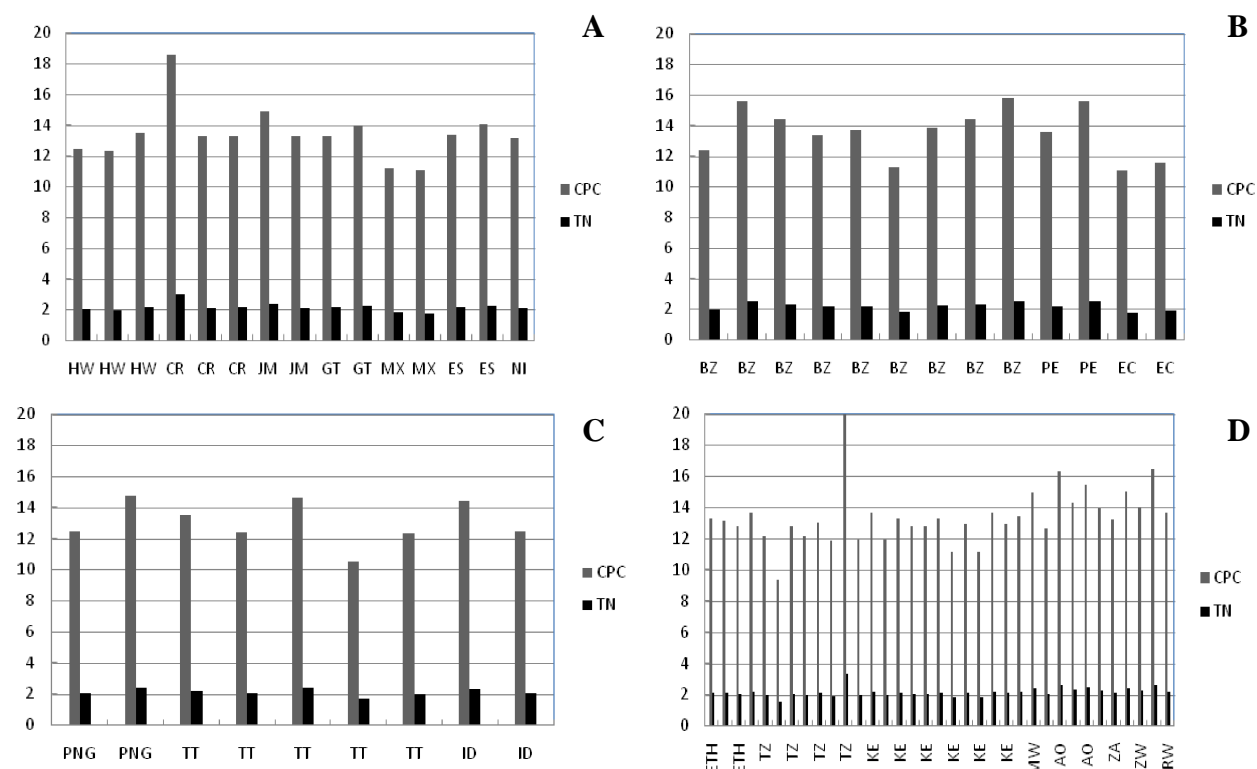 A
20
18
16
14
12
10
8
6
4
2
0
HW HW HW CR CR CR JM JM GT GT MX MX ES ES NI
CPC
TN
B
20
18
16
14
12
10
8
6
4
2
0
BZ BZ BZ BZ BZ BZ BZ BZ BZ PE PE EC EC
CPC
TN
C
20
18
16
14
12
10
8
6
4
2
0
PNG PNG TT TT TT TT TT ID ID
CPC
TN
D
20
18
16
14
12
10
8
6
4
2
0
ETH ETH TZ TZ TZ TZ KE KE KE KE KE KE MW AO AO ZA ZW RW
CPC
TN